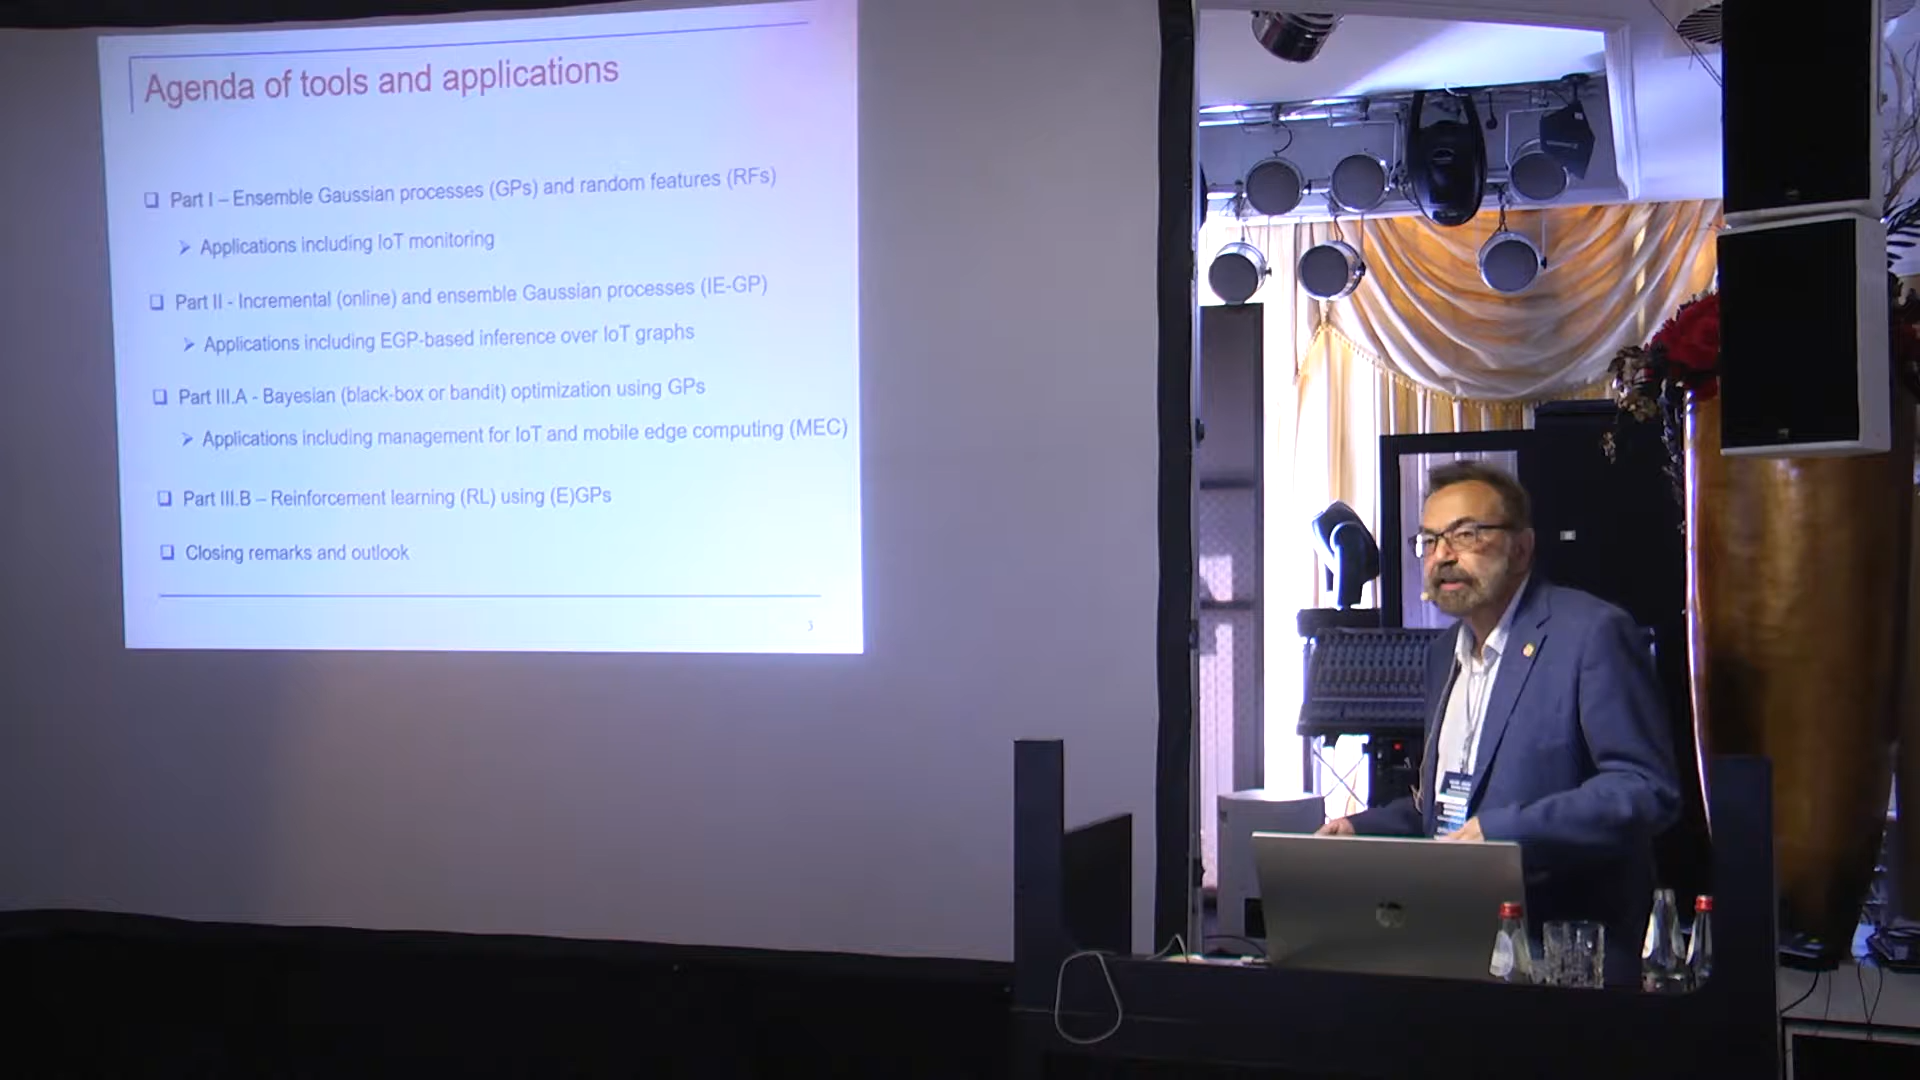 Agenda of tools and applications
❑ Part I – Ensemble Gaussian processes (GPs) and random features (RFs)
➢ Applications including IoT monitoring
❑ Part II - Incremental (online) and ensemble Gaussian processes (IE-GP)
➢ Applications including EGP-based inference over IoT graphs
❑ Part III.A - Bayesian (black-box or bandit) optimization using GPs
➢ Applications including management for IoT and mobile edge computing (MEC)
❑ Part III.B – Reinforcement learning (RL) using (E)GPs
❑ Closing remarks and outlook
3